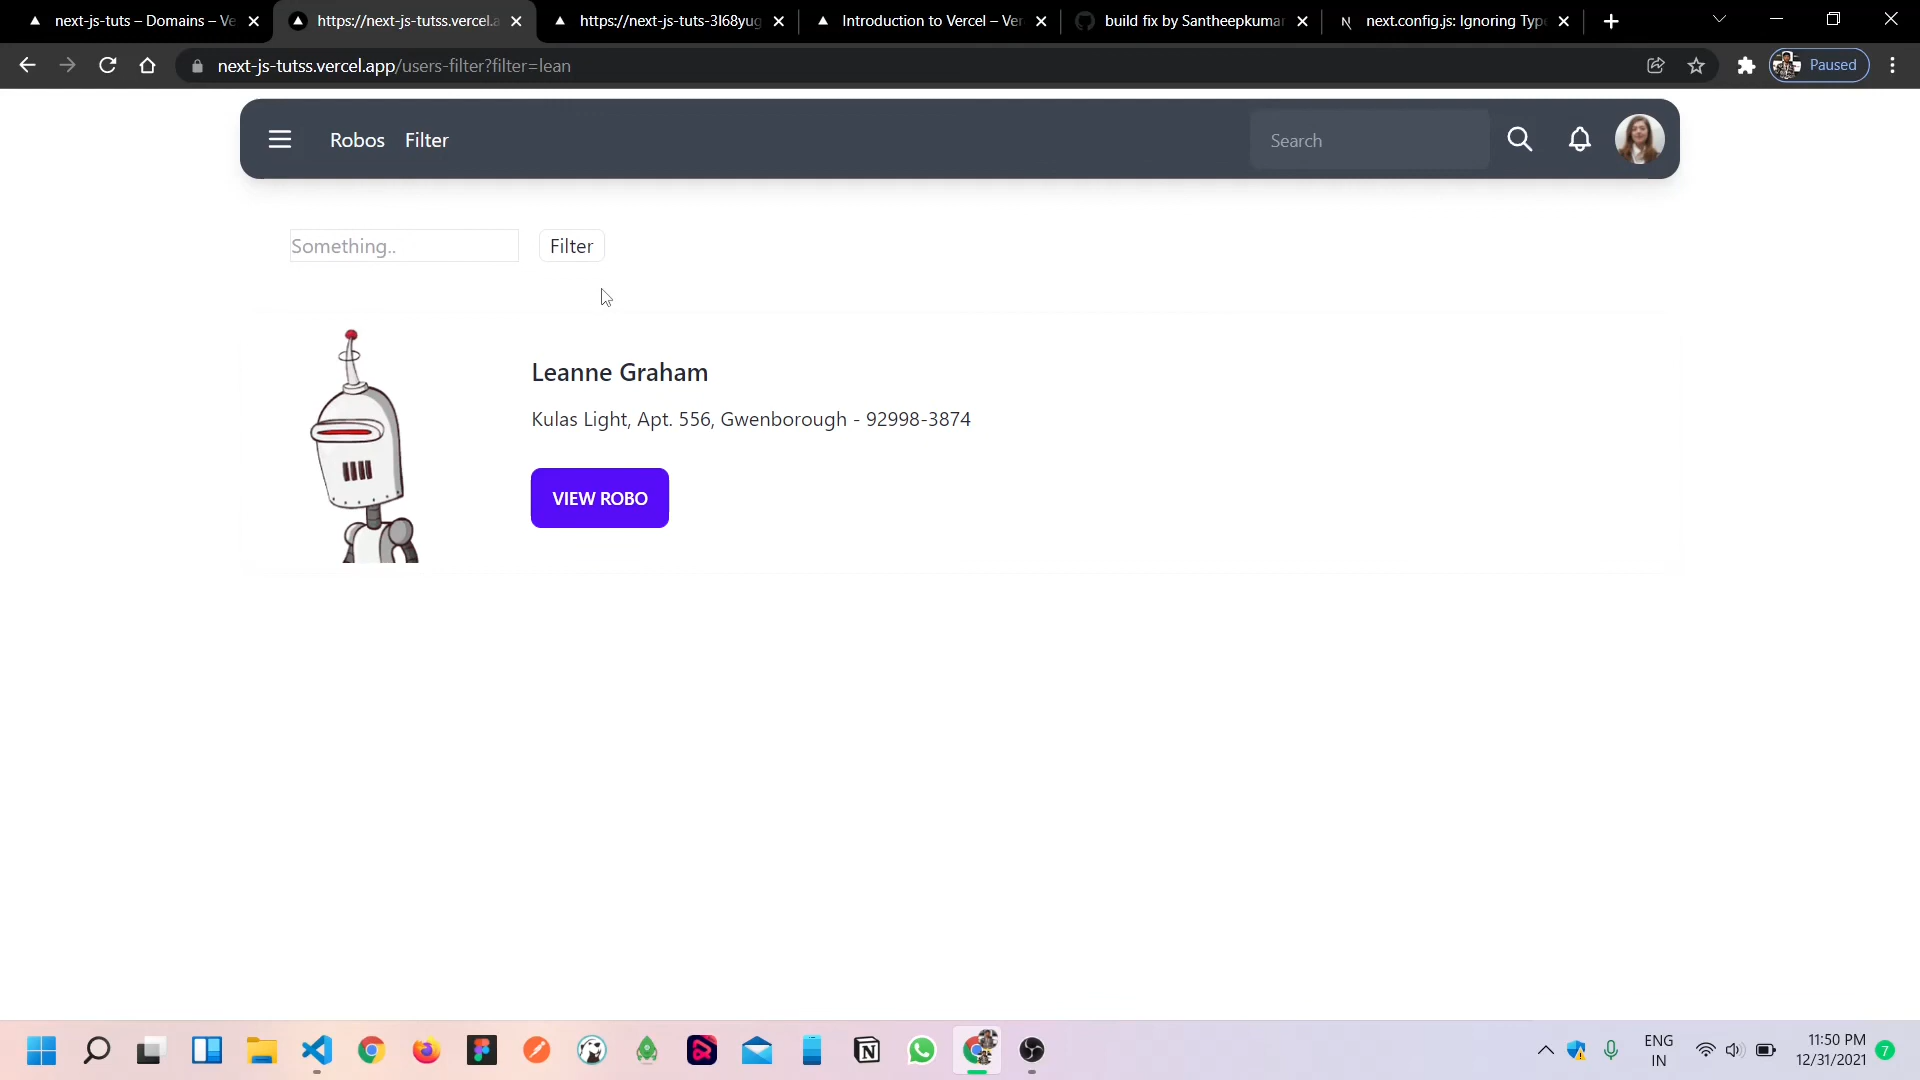 next-js-tuts – Domains – Ve
https://next-js-tutss.vercel.a
https://next-js-tuts-3l68yug
Introduction to Vercel – Ver
build fix by Santheepkumar
next.config.js: Ignoring Type
next-js-tutss.vercel.app/users-filter?filter=lean
Paused
Robos
Filter
Search
Something..
Filter
Leanne Graham
Kulas Light, Apt. 556, Gwenborough - 92998-3874
VIEW ROBO
ENG
IN
11:50 PM
12/31/2021
7